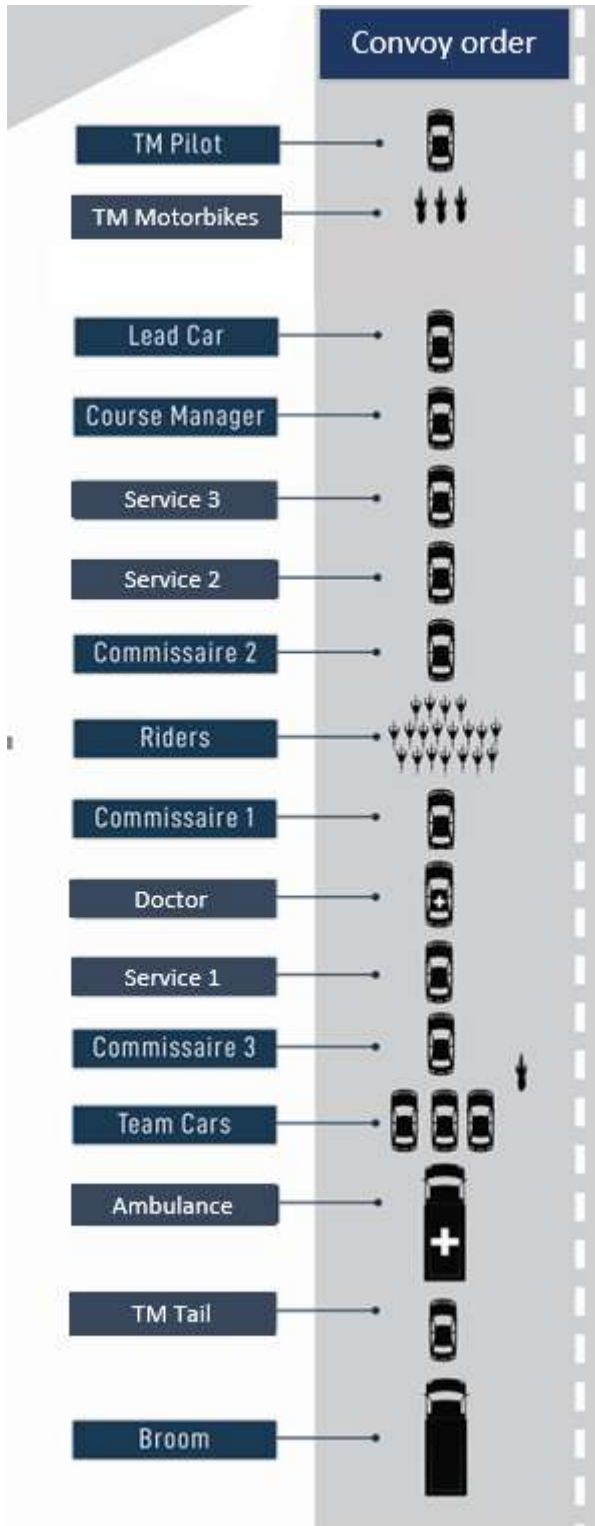 Convoy order
TM Pilot
TM Motorbikes
Lead Car
Course Manager
Service 3
Service 2
Commissaire 2
Riders
Commissaire 1
Doctor
Service 1
Commissaire 3
Team Cars
Ambulance
TM Tail
Broom